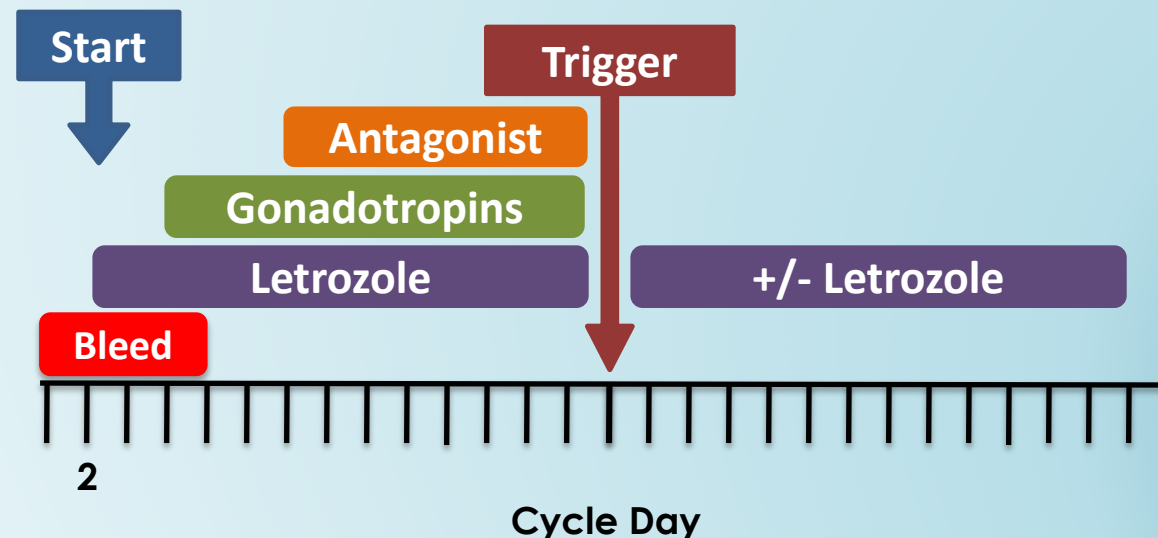 Start
Trigger
Antagonist
Gonadotropins
Letrozole
+/- Letrozole
Bleed
2
Cycle Day